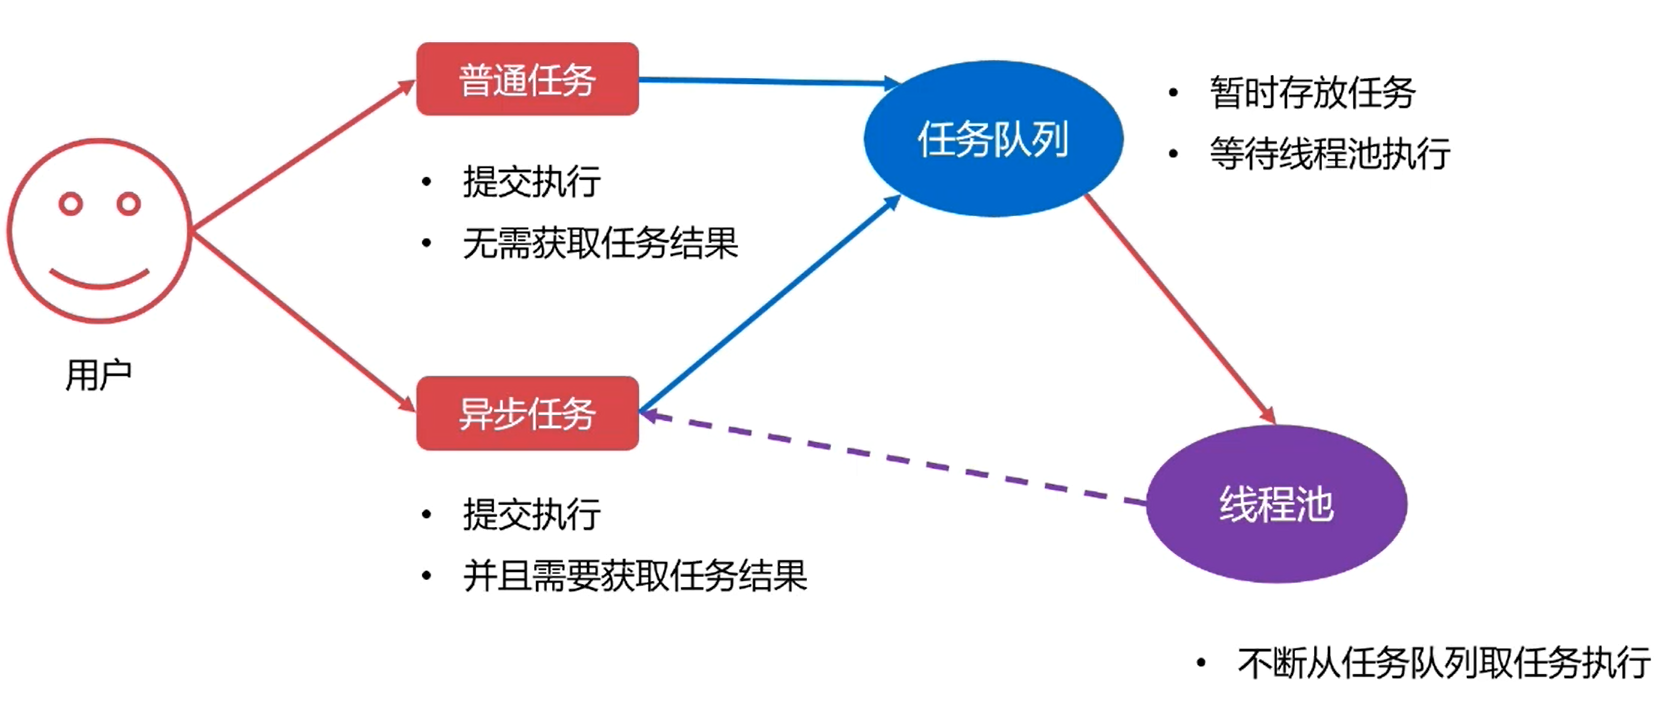 普通任务
• 提交执行
• 无需获取任务结果
用户
异步任务
• 提交执行
• 并且需要获取任务结果
任务队列
• 暂时存放任务
• 等待线程池执行
线程池
• 不断从任务队列取任务执行